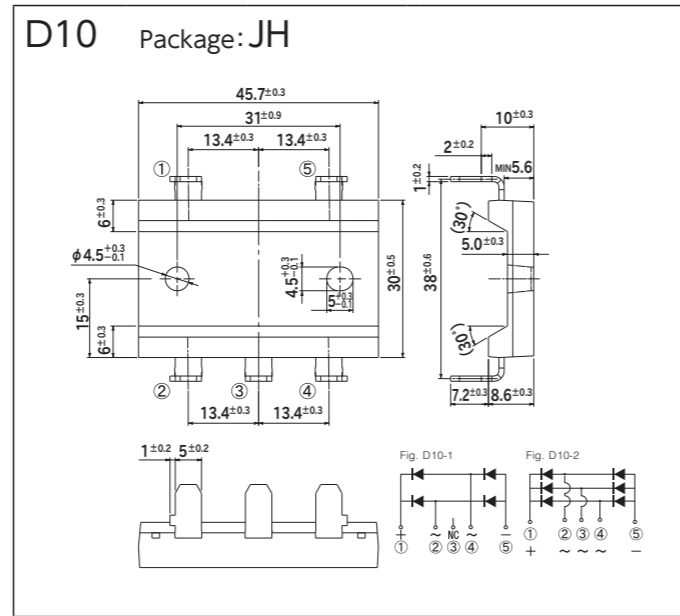 D10 Package: JH
45.7±0.3
31±0.9
13.4±0.3 13.4±0.3
① ⑤
6±0.3
φ4.5+0.3-0.1
4.5+0.3-0.1
5+0.3-0.1
30±0.5
15±0.3
6±0.3
② ③ ④
13.4±0.3 13.4±0.3
10±0.3
2±0.2
MIN5.6
1±0.2
(30°)
5.0±0.3
38±0.6
(30°)
7.2±0.3 8.6±0.3
1±0.2 5±0.2
Fig. D10-1
+ ~ NC ~ −
① ② ③ ④ ⑤
Fig. D10-2
① ② ③ ④ ⑤
+ ~ ~ ~ −